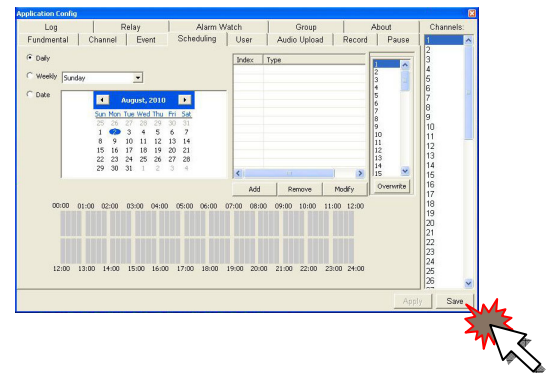 Application Config
Log Relay Alarm Watch Group About Channels:
Fundmental Channel Event Scheduling User Audio Upload Record Pause
Daily
Weekly Sunday
Date
August, 2010
Sun Mon Tue Wed Thu Fri Sat
25 26 27 28 29 30 31
1 2 3 4 5 6 7
8 9 10 11 12 13 14
15 16 17 18 19 20 21
22 23 24 25 26 27 28
29 30 31 1 2 3 4
Index Type
Add Remove Modify
1
2
3
4
5
6
7
8
9
10
11
12
13
14
15
Overwrite
00:00 01:00 02:00 03:00 04:00 05:00 06:00 07:00 08:00 09:00 10:00 11:00 12:00
12:00 13:00 14:00 15:00 16:00 17:00 18:00 19:00 20:00 21:00 22:00 23:00 24:00
1
2
3
4
5
6
7
8
9
10
11
12
13
14
15
16
17
18
19
20
21
22
23
24
25
26
Apply Save